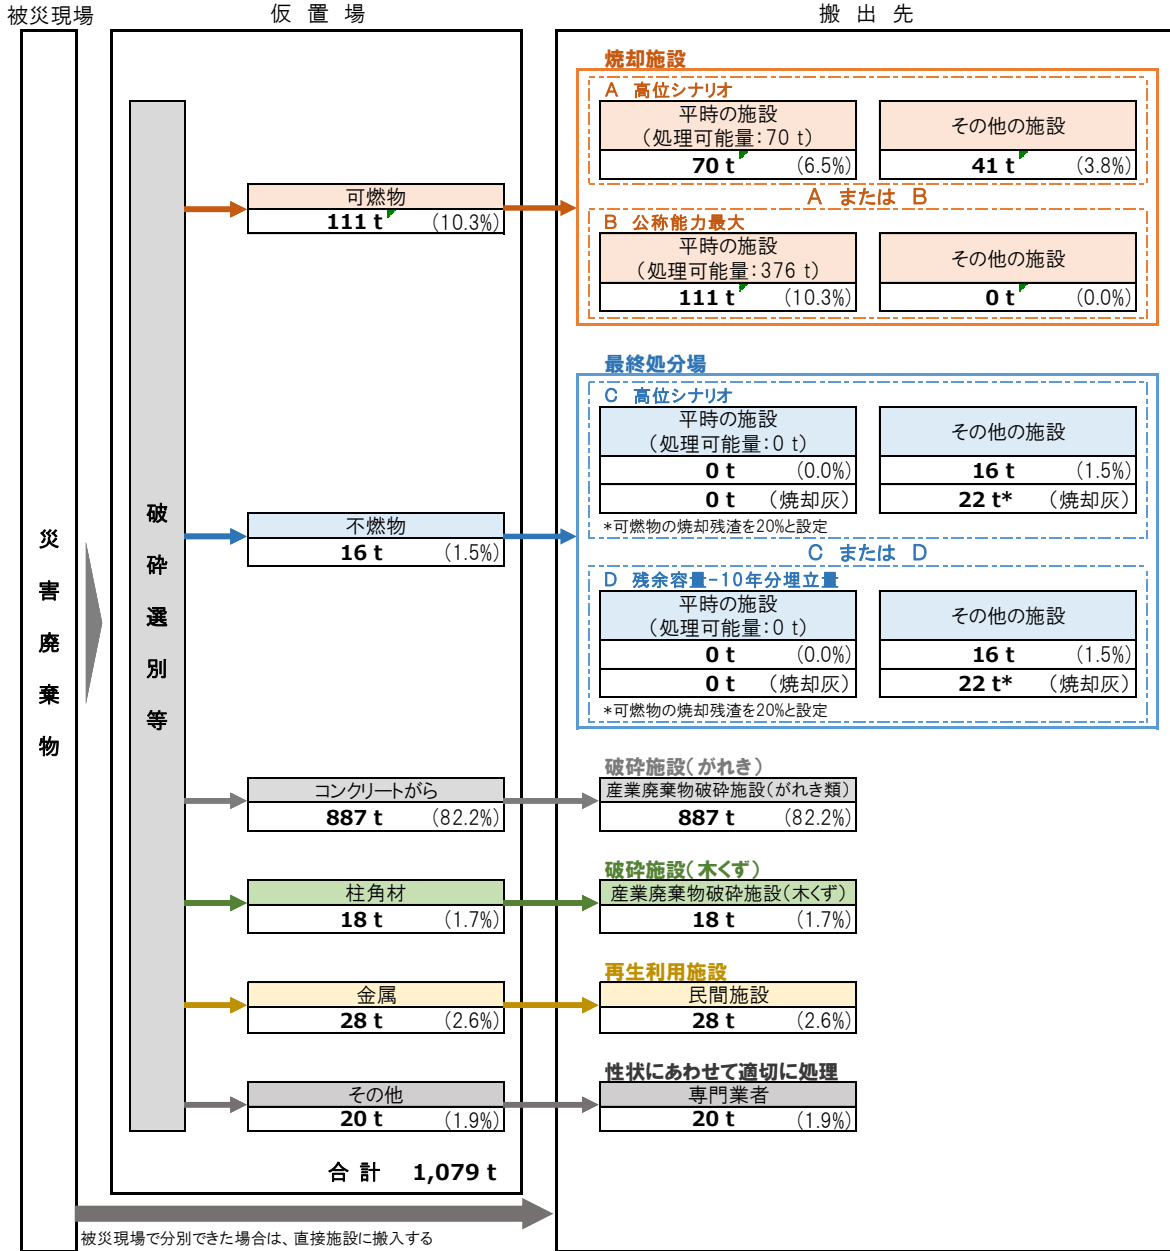 被災現場
仮 置 場
搬 出 先
災害廃棄物
破砕選別等
可燃物
111 t (10.3%)
不燃物
16 t (1.5%)
コンクリートがら
887 t (82.2%)
柱角材
18 t (1.7%)
金属
28 t (2.6%)
その他
20 t (1.9%)
合 計 1,079 t
焼却施設
A 高位シナリオ
平時の施設
(処理可能量:70 t)
70 t (6.5%)
その他の施設
41 t (3.8%)
A または B
B 公称能力最大
平時の施設
(処理可能量:376 t)
111 t (10.3%)
その他の施設
0 t (0.0%)
最終処分場
C 高位シナリオ
平時の施設
(処理可能量:0 t)
0 t (0.0%)
0 t (焼却灰)
その他の施設
16 t (1.5%)
22 t* (焼却灰)
*可燃物の焼却残渣を20%と設定
C または D
D 残余容量-10年分埋立量
平時の施設
(処理可能量:0 t)
0 t (0.0%)
0 t (焼却灰)
その他の施設
16 t (1.5%)
22 t* (焼却灰)
*可燃物の焼却残渣を20%と設定
破砕施設(がれき)
産業廃棄物破砕施設(がれき類)
887 t (82.2%)
破砕施設(木くず)
産業廃棄物破砕施設(木くず)
18 t (1.7%)
再生利用施設
民間施設
28 t (2.6%)
性状にあわせて適切に処理
専門業者
20 t (1.9%)
被災現場で分別できた場合は、直接施設に搬入する